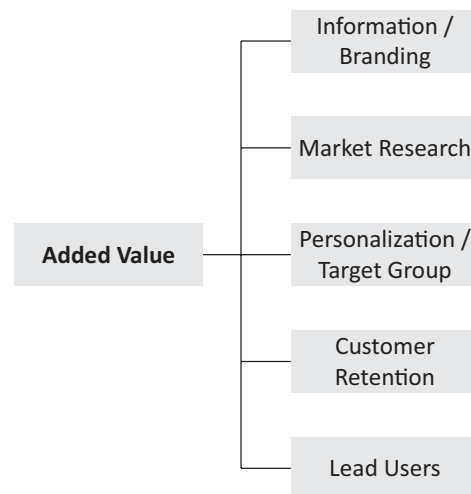 Information /
Branding
Market Research
Added Value
Personalization /
Target Group
Customer
Retention
Lead Users